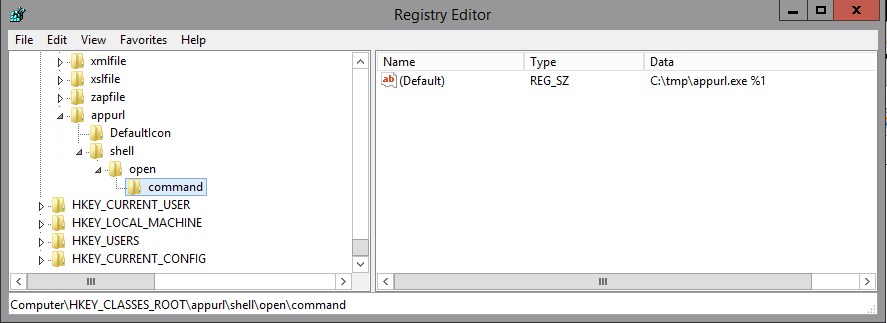 Registry Editor
File Edit View Favorites Help
xmlfile
xslfile
zapfile
appurl
DefaultIcon
shell
open
command
HKEY_CURRENT_USER
HKEY_LOCAL_MACHINE
HKEY_USERS
HKEY_CURRENT_CONFIG
Name Type Data
ab (Default) REG_SZ C:\tmp\appurl.exe %1
Computer\HKEY_CLASSES_ROOT\appurl\shell\open\command